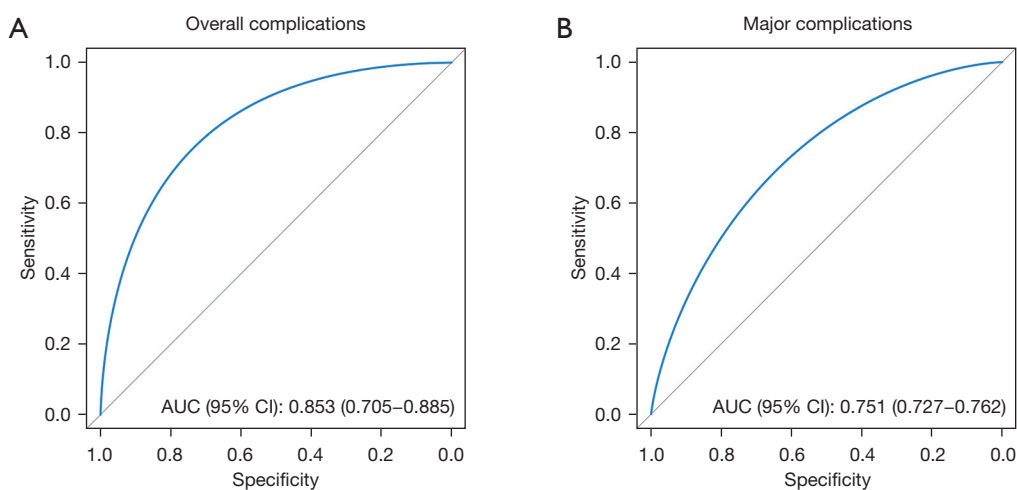 A
Overall complications
Sensitivity
1.0
0.8
0.6
0.4
0.2
0.0
AUC (95% CI): 0.853 (0.705–0.885)
1.0 0.8 0.6 0.4 0.2 0.0
Specificity
B
Major complications
Sensitivity
1.0
0.8
0.6
0.4
0.2
0.0
AUC (95% CI): 0.751 (0.727–0.762)
1.0 0.8 0.6 0.4 0.2 0.0
Specificity